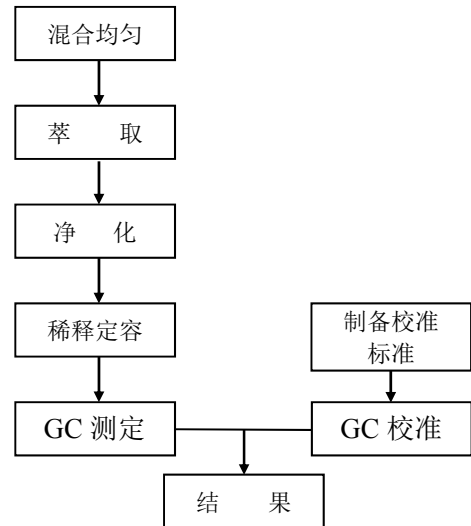 混合均匀
萃 取
净 化
稀释定容
制备校准
标准
GC 测定
GC 校准
结 果